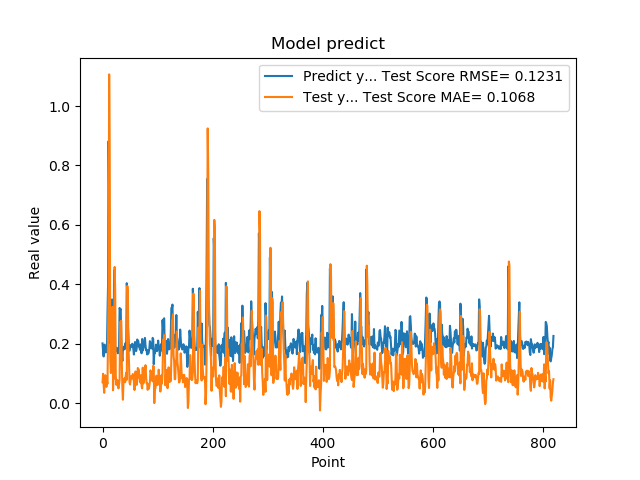 Model predict
Predict y... Test Score RMSE= 0.1231
Test y... Test Score MAE= 0.1068
Real value
1.0
0.8
0.6
0.4
0.2
0.0
0 200 400 600 800
Point